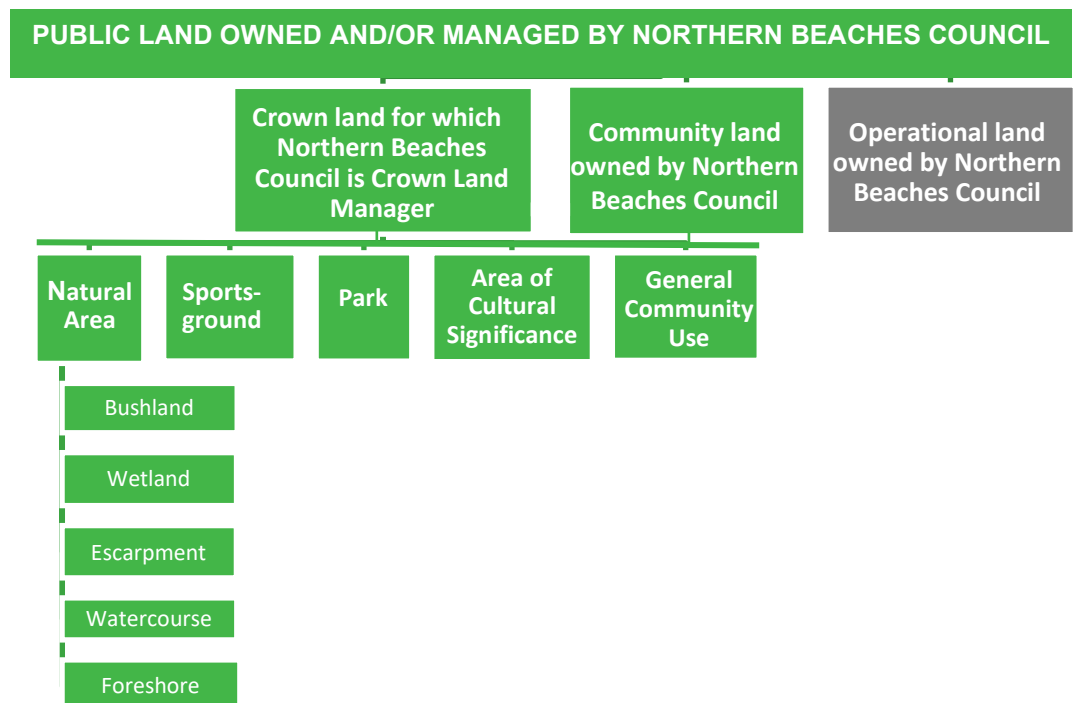 PUBLIC LAND OWNED AND/OR MANAGED BY NORTHERN BEACHES COUNCIL
Crown land for which
Northern Beaches
Council is Crown Land
Manager
Community land
owned by Northern
Beaches Council
Operational land
owned by Northern
Beaches Council
Natural
Area
Sports-
ground
Park
Area of
Cultural
Significance
General
Community
Use
Bushland
Wetland
Escarpment
Watercourse
Foreshore